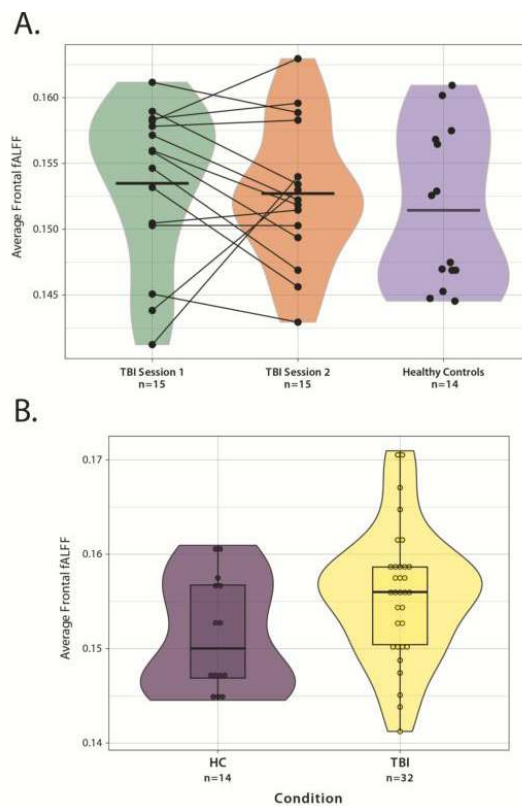 A.
Average Frontal fALFF
0.160
0.155
0.150
0.145
TBI Session 1
n=15
TBI Session 2
n=15
Healthy Controls
n=14
B.
Average Frontal fALFF
0.17
0.16
0.15
0.14
HC
n=14
TBI
n=32
Condition